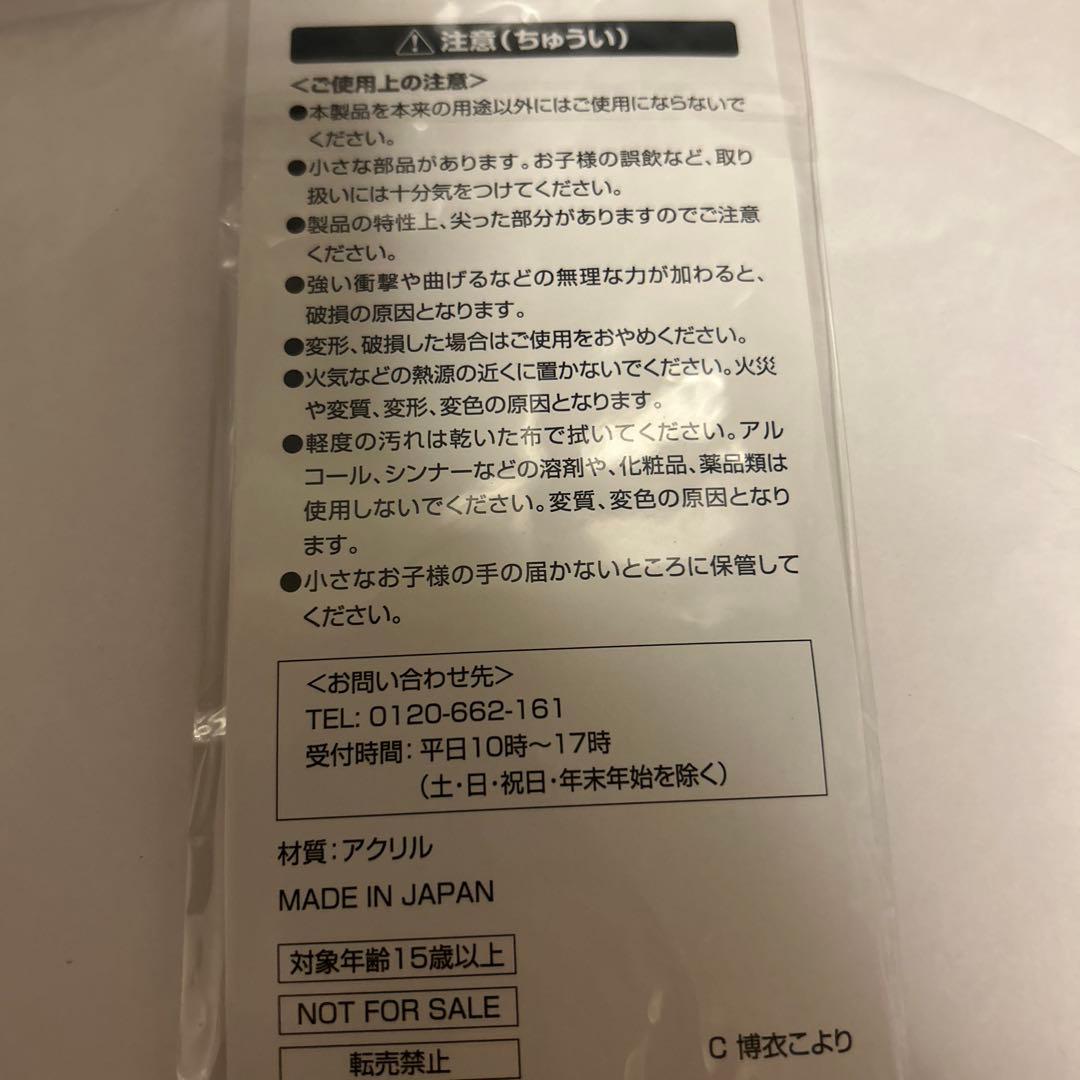 ⚠ 注意(ちゅうい)
<ご使用上の注意>
●本製品を本来の用途以外にはご使用にならないで
ください。
●小さな部品があります。お子様の誤飲など、取り
扱いには十分気をつけてください。
●製品の特性上、尖った部分がありますのでご注意
ください。
●強い衝撃や曲げるなどの無理な力が加わると、
破損の原因となります。
●変形、破損した場合はご使用をおやめください。
●火気などの熱源の近くに置かないでください。火災
や変質、変形、変色の原因となります。
●軽度の汚れは乾いた布で拭いてください。アル
コール、シンナーなどの溶剤や、化粧品、薬品類は
使用しないでください。変質、変色の原因となり
ます。
●小さなお子様の手の届かないところに保管して
ください。
<お問い合わせ先>
TEL: 0120-662-161
受付時間：平日10時～17時
(土・日・祝日・年末年始を除く)
材質：アクリル
MADE IN JAPAN
対象年齢15歳以上
NOT FOR SALE
転売禁止
C 博衣こより